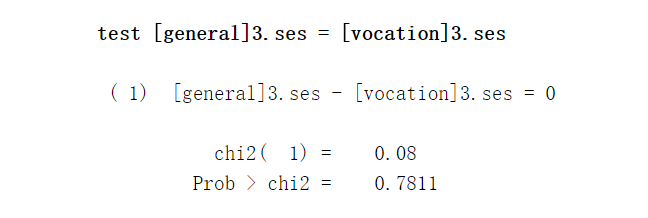 test [general]3.ses = [vocation]3.ses
( 1) [general]3.ses - [vocation]3.ses = 0
chi2( 1) = 0.08
Prob > chi2 = 0.7811